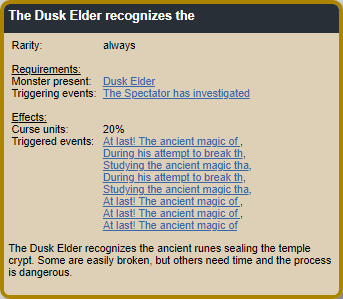 The Dusk Elder recognizes the
Rarity: always
Requirements:
Monster present: Dusk Elder
Triggering events: The Spectator has investigated
Effects:
Curse units: 20%
Triggered events: At last! The ancient magic of ,
During his attempt to break th,
Studying the ancient magic tha,
During his attempt to break th,
Studying the ancient magic tha,
At last! The ancient magic of ,
At last! The ancient magic of ,
At last! The ancient magic of
The Dusk Elder recognizes the ancient runes sealing the temple
crypt. Some are easily broken, but others need time and the process
is dangerous.